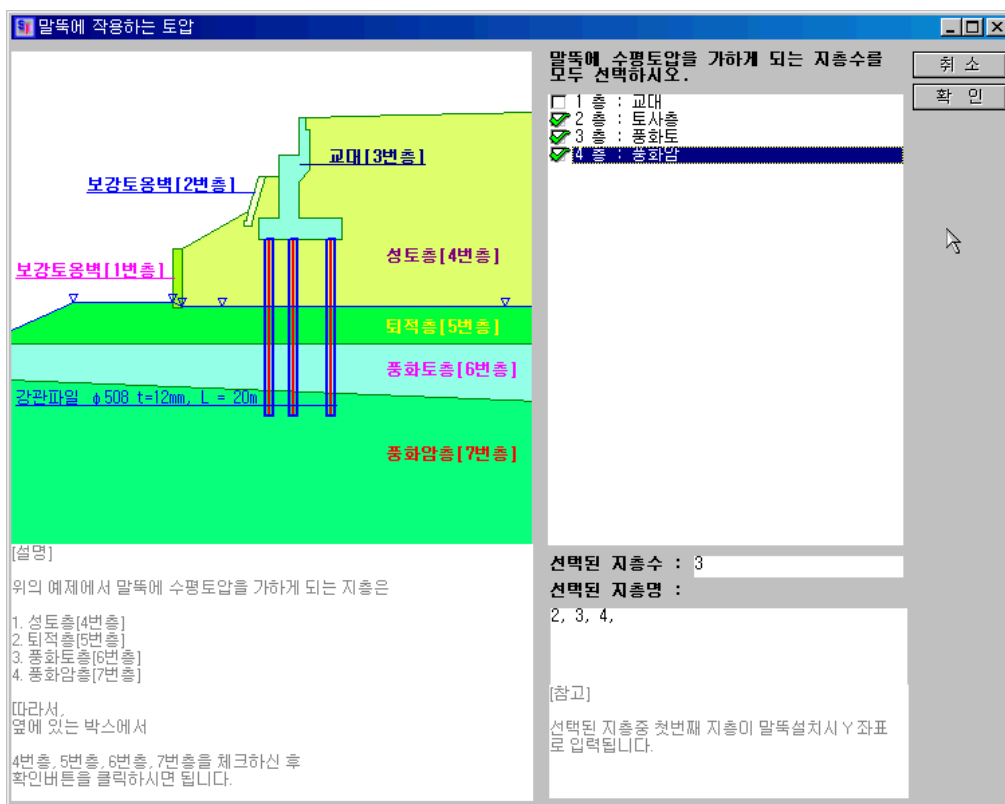 말뚝에 작용하는 토압
교대[3번층]
보강토옹벽[2번층]
성토층[4번층]
보강토옹벽[1번층]
퇴적층[5번층]
풍화토층[6번층]
강관파일 φ508 t=12mm, L = 20m
풍화암층[7번층]
[설명]
위의 예제에서 말뚝에 수평토압을 가하게 되는 지층은
1. 성토층[4번층]
2. 퇴적층[5번층]
3. 풍화토층[6번층]
4. 풍화암층[7번층]
따라서,
옆에 있는 박스에서
4번층, 5번층, 6번층, 7번층을 체크하신 후
확인버튼을 클릭하시면 됩니다.
말뚝에 수평토압을 가하게 되는 지층수를
모두 선택하시오.
1 층 : 교대
2 층 : 토사층
3 층 : 풍화토
4 층 : 풍화암
선택된 지층수 : 3
선택된 지층명 :
2, 3, 4,
[참고]
선택된 지층중 첫번째 지층이 말뚝설치시 Y 좌표
로 입력됩니다.
취 소
확 인